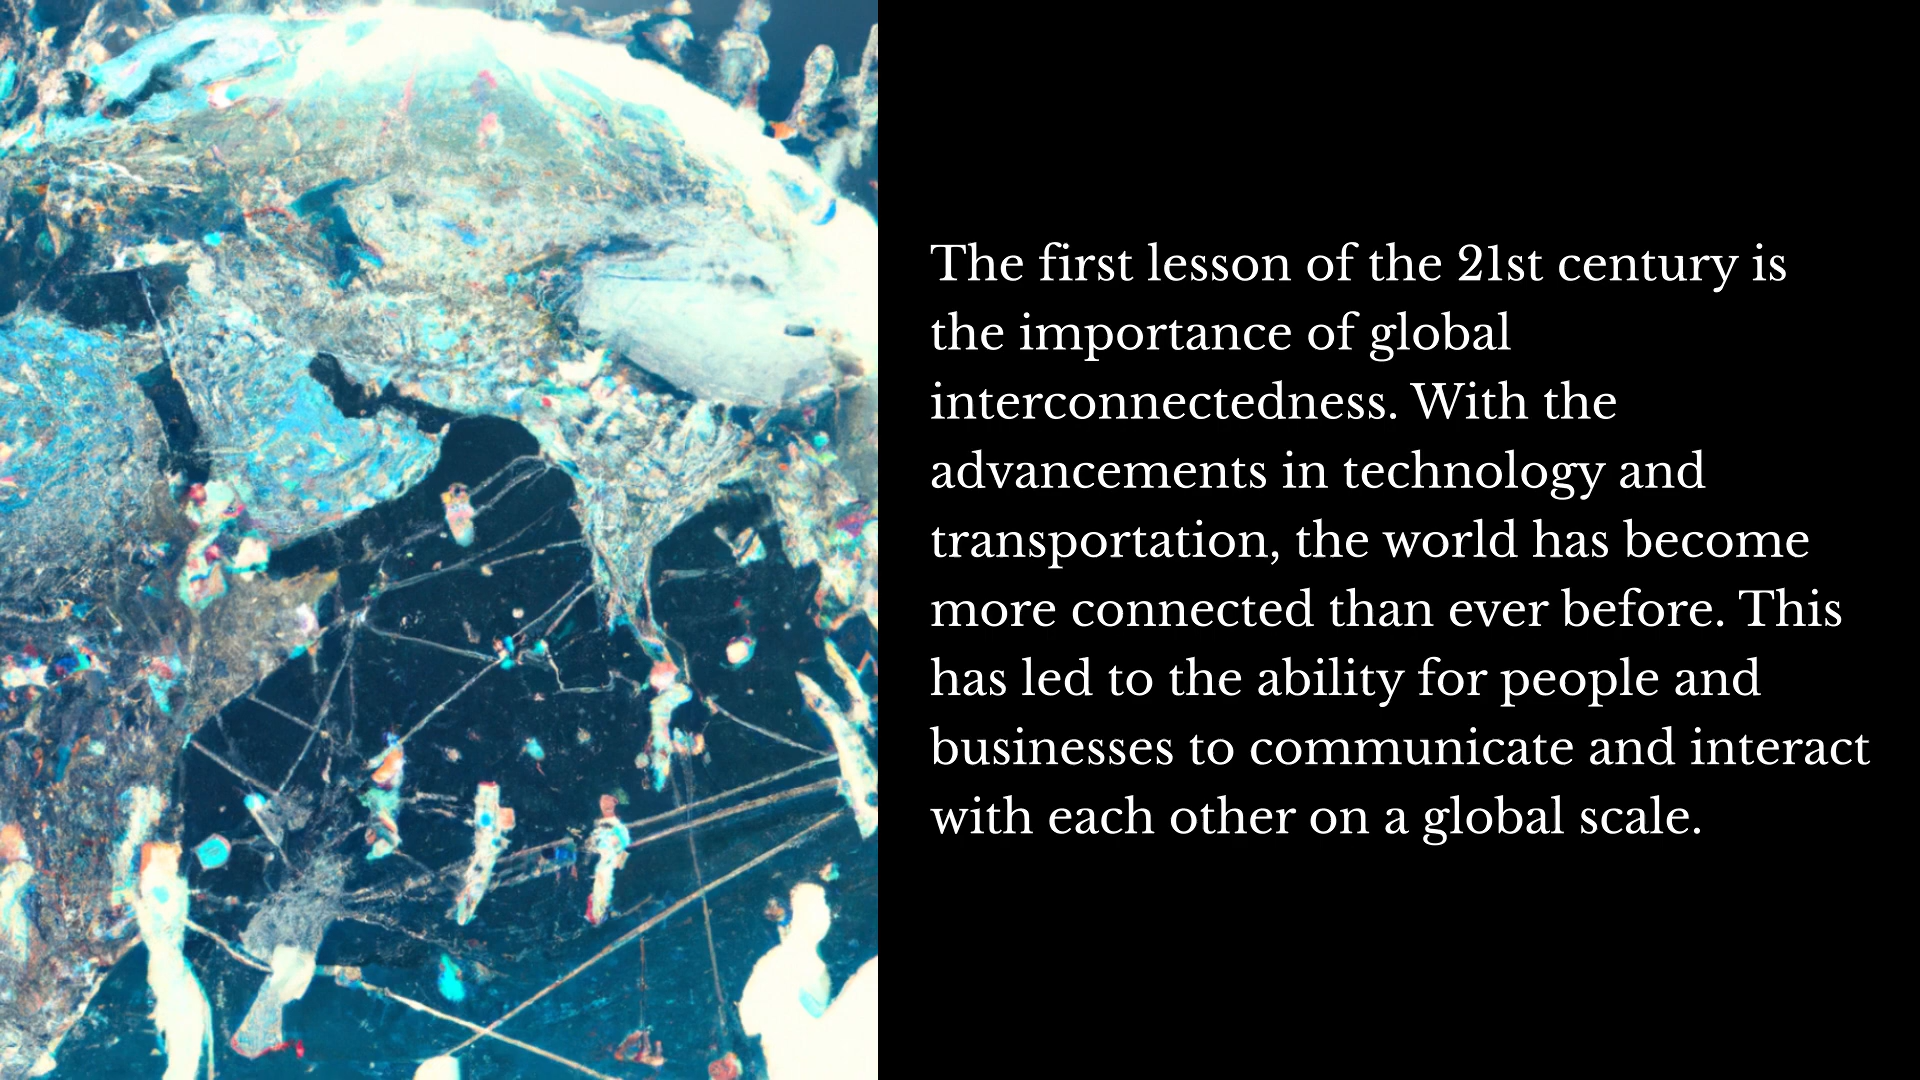 The first lesson of the 21st century is
the importance of global
interconnectedness. With the
advancements in technology and
transportation, the world has become
more connected than ever before. This
has led to the ability for people and
businesses to communicate and interact
with each other on a global scale.